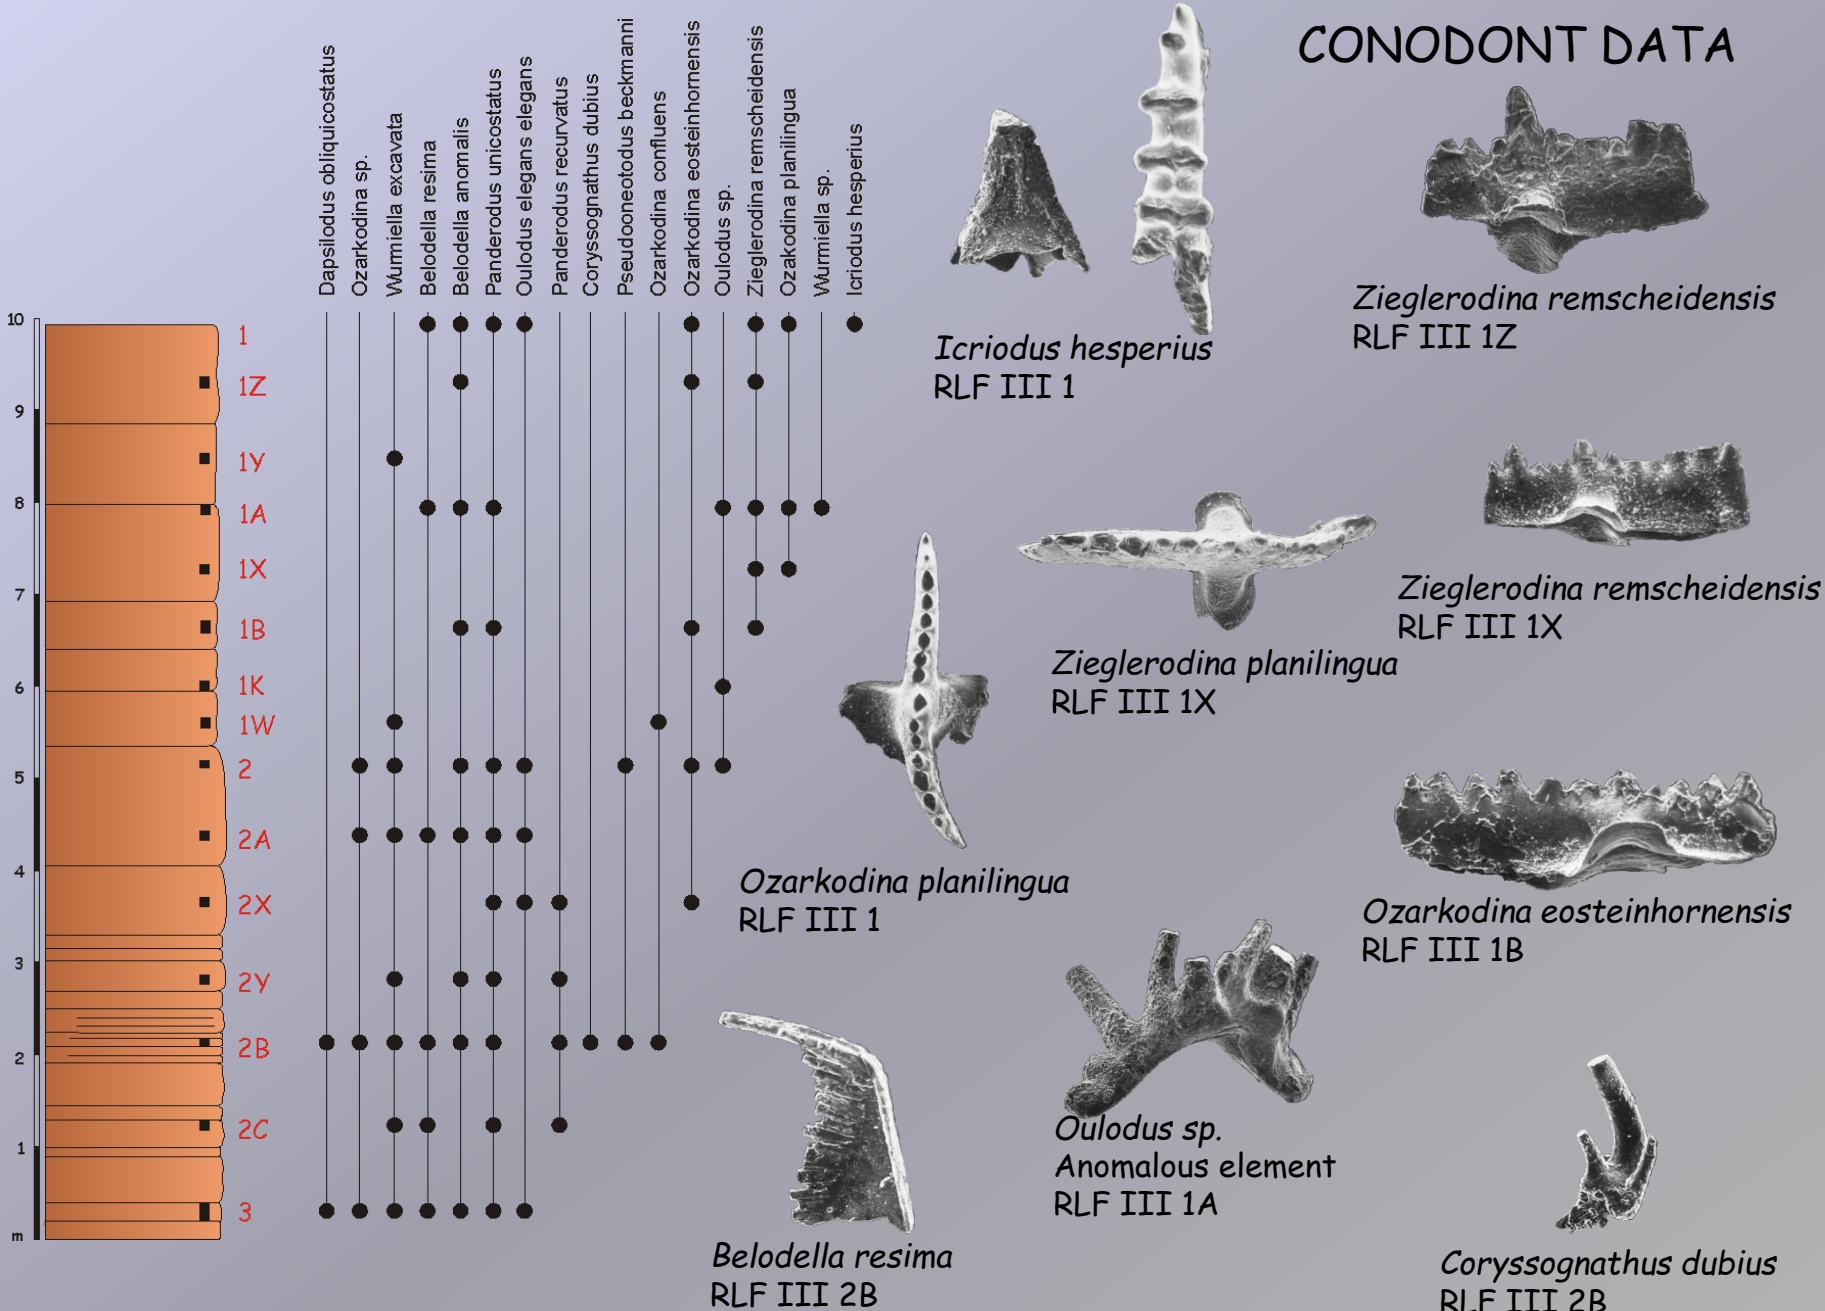 CONODONT DATA
Dapsilodus obliquicostatus
Ozarkodina sp.
Wurmiella excavata
Belodella resima
Belodella anomalis
Panderodus unicostatus
Oulodus elegans elegans
Panderodus recurvatus
Coryssognathus dubius
Pseudooneotodus beckmanni
Ozarkodina confluens
Ozarkodina eosteinhornensis
Oulodus sp.
Zieglerodina remscheidensis
Ozakodina planilingua
Wurmiella sp.
Icriodus hesperius
10
9
8
7
6
5
4
3
2
1
m
1
1Z
1Y
1A
1X
1B
1K
1W
2
2A
2X
2Y
2B
2C
3
Icriodus hesperius
RLF III 1
Zieglerodina remscheidensis
RLF III 1Z
Zieglerodina remscheidensis
RLF III 1X
Zieglerodina planilingua
RLF III 1X
Ozarkodina planilingua
RLF III 1
Ozarkodina eosteinhornensis
RLF III 1B
Oulodus sp.
Anomalous element
RLF III 1A
Belodella resima
RLF III 2B
Coryssognathus dubius
RLF III 2B